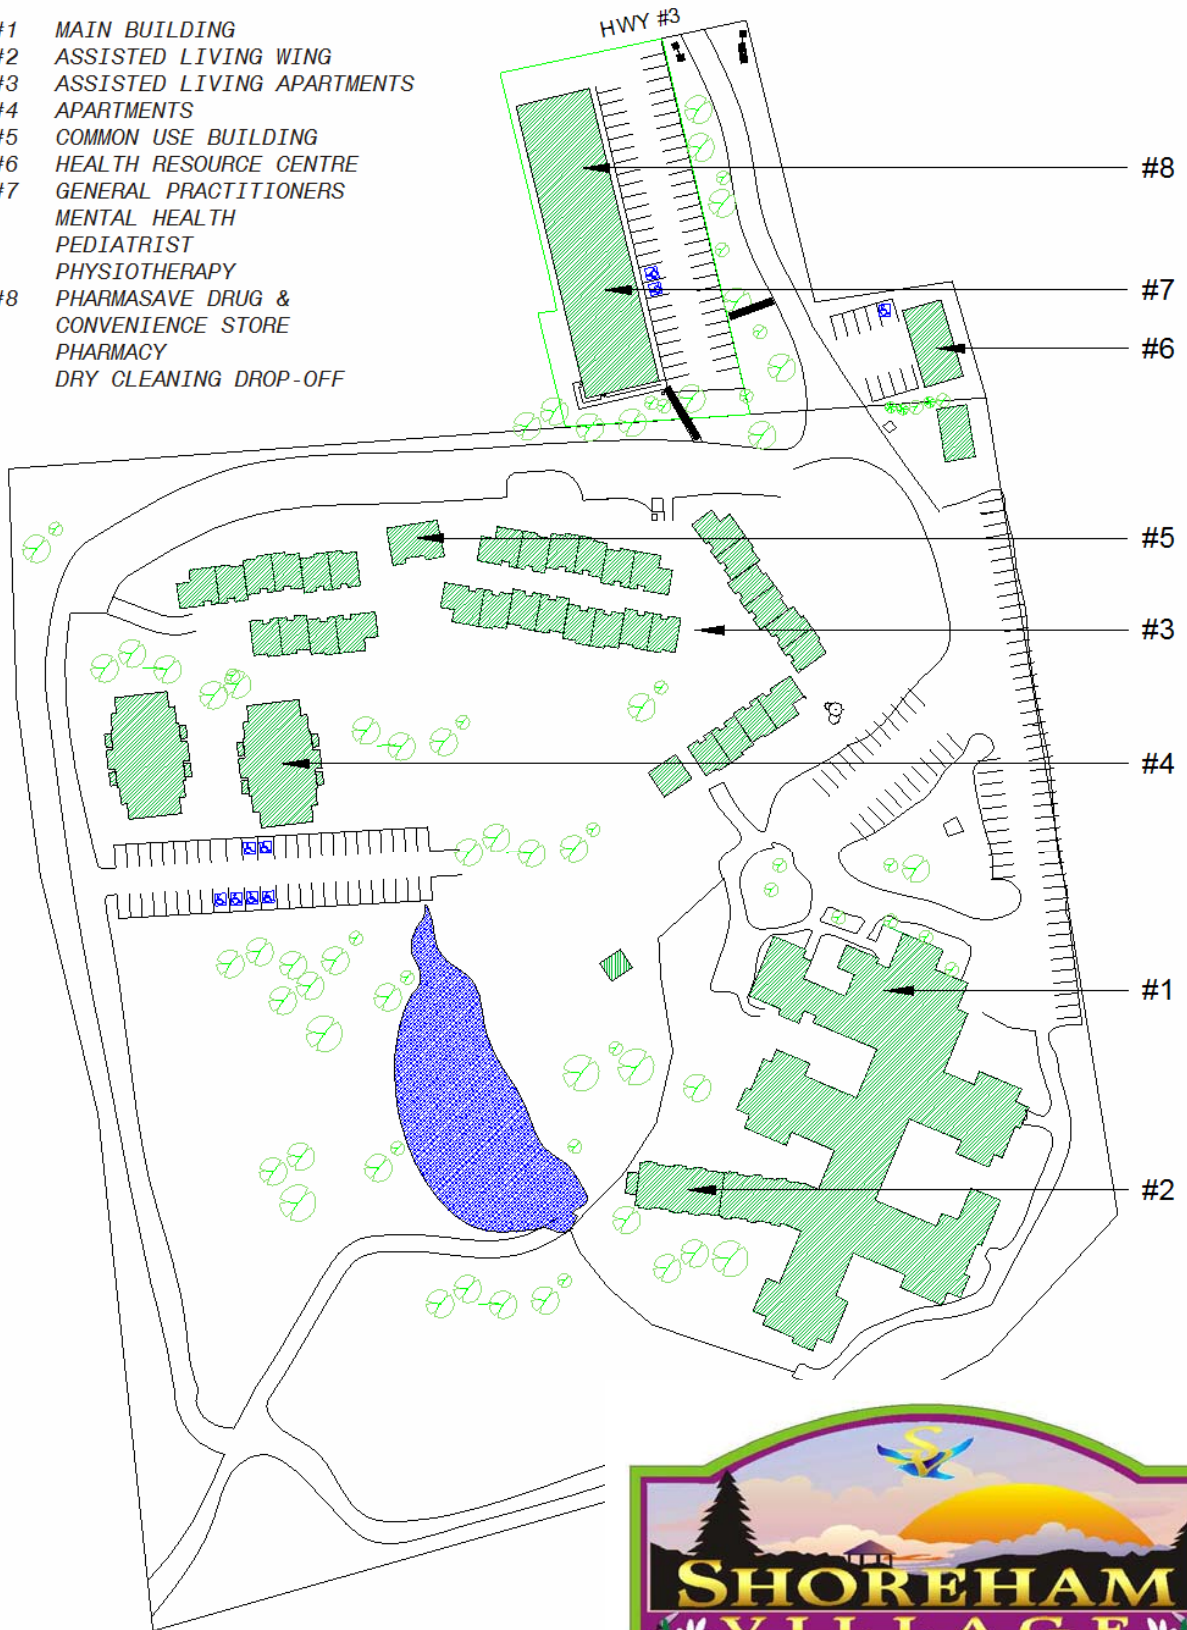 #1 MAIN BUILDING
#2 ASSISTED LIVING WING
#3 ASSISTED LIVING APARTMENTS
#4 APARTMENTS
#5 COMMON USE BUILDING
#6 HEALTH RESOURCE CENTRE
#7 GENERAL PRACTITIONERS
MENTAL HEALTH
PEDIATRIST
PHYSIOTHERAPY
#8 PHARMASAVE DRUG &
CONVENIENCE STORE
PHARMACY
DRY CLEANING DROP-OFF
HWY #3
#8
#7
#6
#5
#3
#4
#1
#2
SV
SHOREHAM
VILLAGE